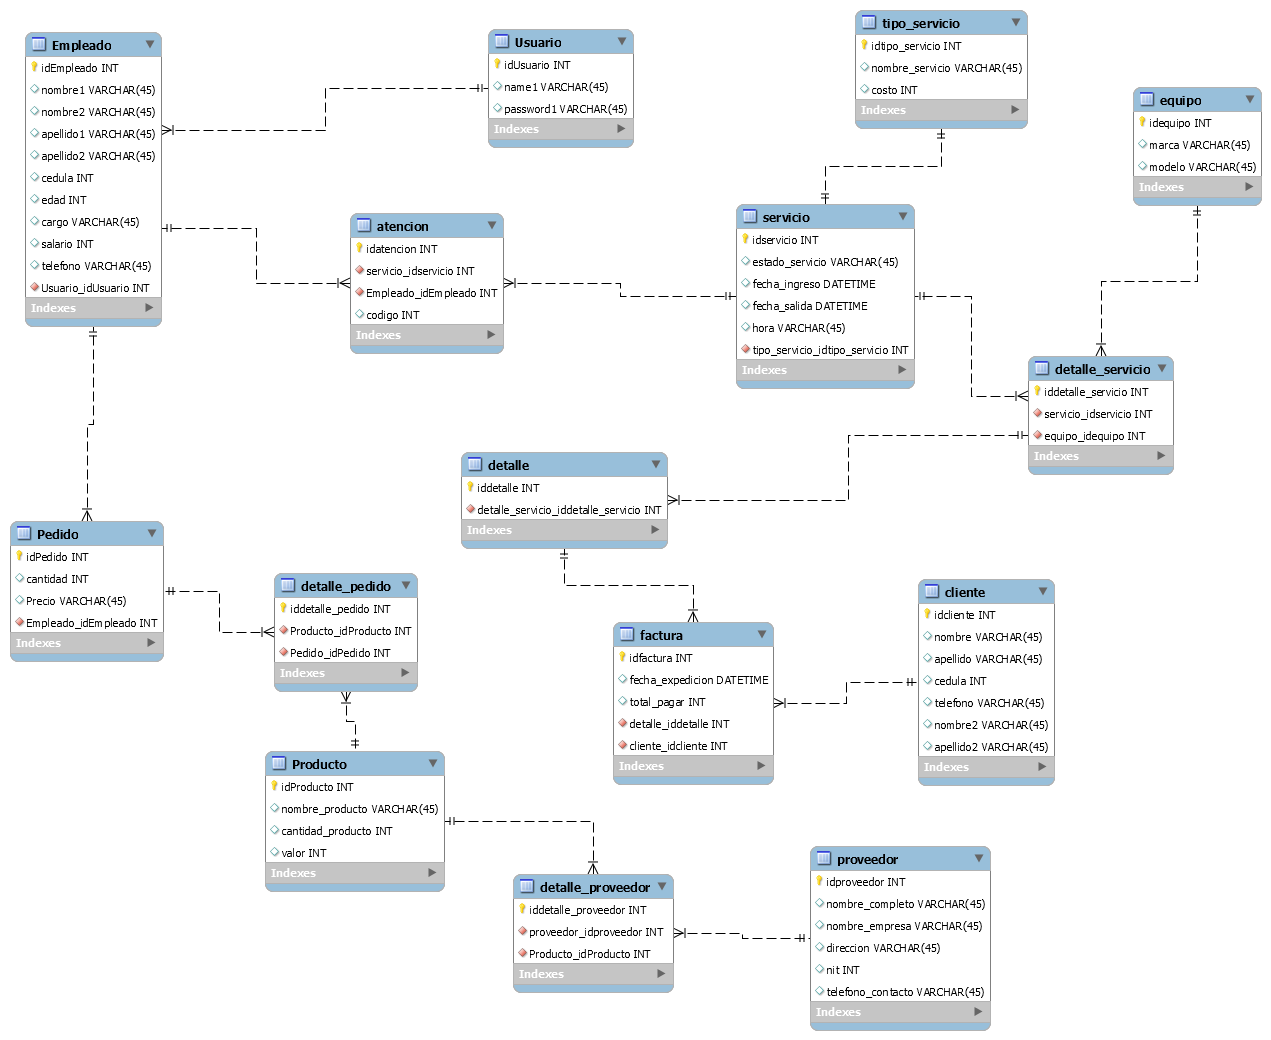 Empleado
idEmpleado INT
nombre1 VARCHAR(45)
nombre2 VARCHAR(45)
apellido1 VARCHAR(45)
apellido2 VARCHAR(45)
cedula INT
edad INT
cargo VARCHAR(45)
salario INT
telefono VARCHAR(45)
Usuario_idUsuario INT
Indexes
Usuario
idUsuario INT
name1 VARCHAR(45)
password1 VARCHAR(45)
Indexes
tipo_servicio
idtipo_servicio INT
nombre_servicio VARCHAR(45)
costo INT
Indexes
equipo
idequipo INT
marca VARCHAR(45)
modelo VARCHAR(45)
Indexes
atencion
idatencion INT
servicio_idservicio INT
Empleado_idEmpleado INT
codigo INT
Indexes
servicio
idservicio INT
estado_servicio VARCHAR(45)
fecha_ingreso DATETIME
fecha_salida DATETIME
hora VARCHAR(45)
tipo_servicio_idtipo_servicio INT
Indexes
detalle_servicio
iddetalle_servicio INT
servicio_idservicio INT
equipo_idequipo INT
Indexes
detalle
iddetalle INT
detalle_servicio_iddetalle_servicio INT
Indexes
Pedido
idPedido INT
cantidad INT
Precio VARCHAR(45)
Empleado_idEmpleado INT
Indexes
detalle_pedido
iddetalle_pedido INT
Producto_idProducto INT
Pedido_idPedido INT
Indexes
factura
idfactura INT
fecha_expedicion DATETIME
total_pagar INT
detalle_iddetalle INT
cliente_idcliente INT
Indexes
cliente
idcliente INT
nombre VARCHAR(45)
apellido VARCHAR(45)
cedula INT
telefono VARCHAR(45)
nombre2 VARCHAR(45)
apellido2 VARCHAR(45)
Indexes
Producto
idProducto INT
nombre_producto VARCHAR(45)
cantidad_producto INT
valor INT
Indexes
detalle_proveedor
iddetalle_proveedor INT
proveedor_idproveedor INT
Producto_idProducto INT
Indexes
proveedor
idproveedor INT
nombre_completo VARCHAR(45)
nombre_empresa VARCHAR(45)
direccion VARCHAR(45)
nit INT
telefono_contacto VARCHAR(45)
Indexes